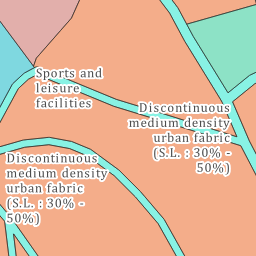 Sports and
leisure
facilities
Discontinuous
medium density
urban fabric
(S.L. : 30% -
50%)
Discontinuous
medium density
urban fabric
(S.L. : 30% -
50%)